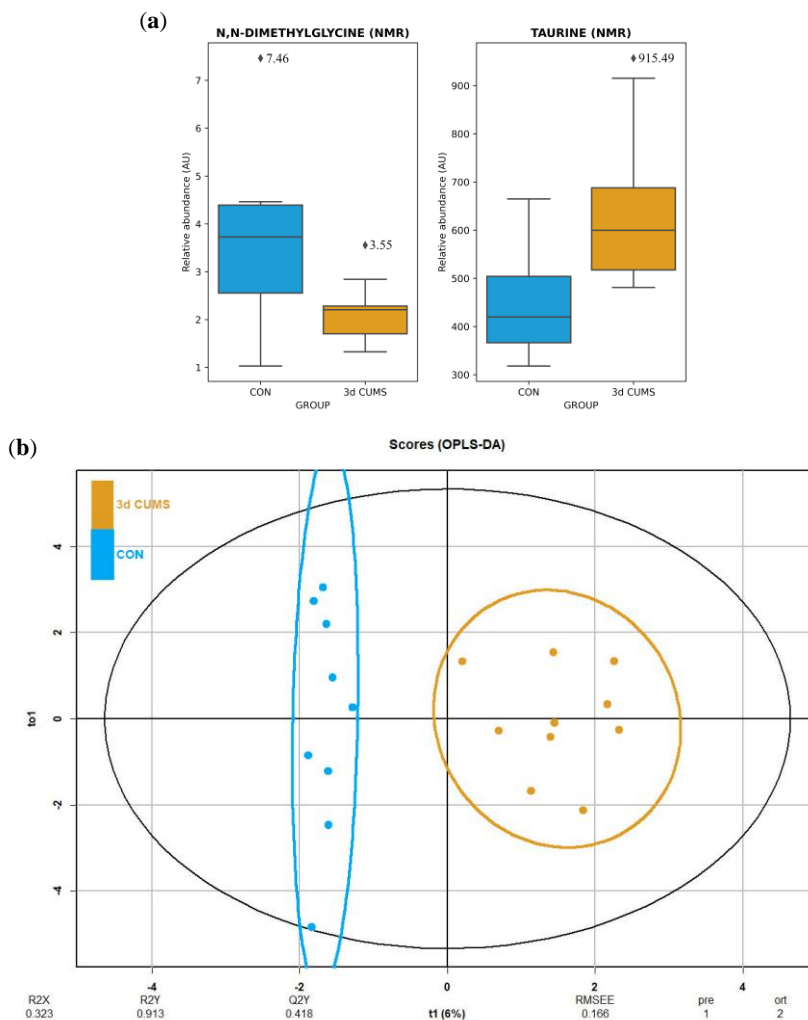 (a)
N,N-DIMETHYLGLYCINE (NMR)
7.46
3.55
7
6
5
4
3
2
1
Relative abundance (AU)
CON
3d CUMS
GROUP
TAURINE (NMR)
915.49
900
800
700
600
500
400
300
Relative abundance (AU)
CON
3d CUMS
GROUP
(b)
Scores (OPLS-DA)
3d CUMS
CON
4
2
0
-2
-4
to1
-4
-2
0
2
4
R2X
R2Y
Q2Y
RMSEE
pre
ort
0.323
0.913
0.418
t1 (6%)
0.166
1
2